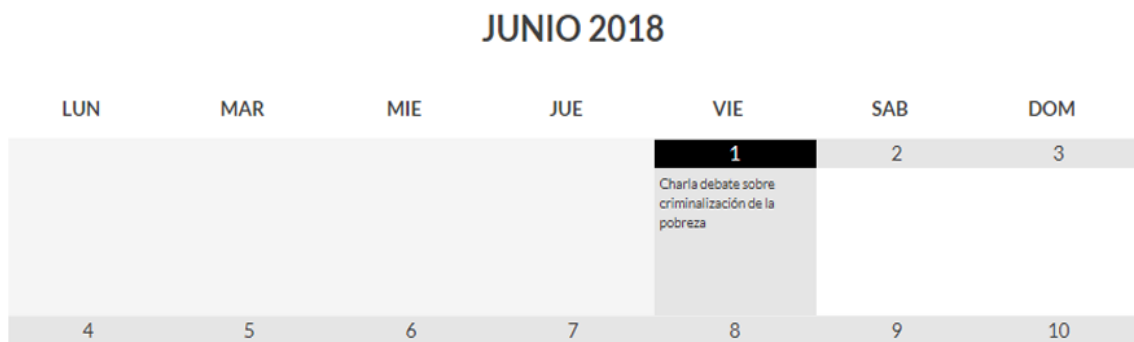 JUNIO 2018
LUN MAR MIE JUE VIE SAB DOM
1 2 3
Charla debate sobre
criminalización de la
pobreza
4 5 6 7 8 9 10